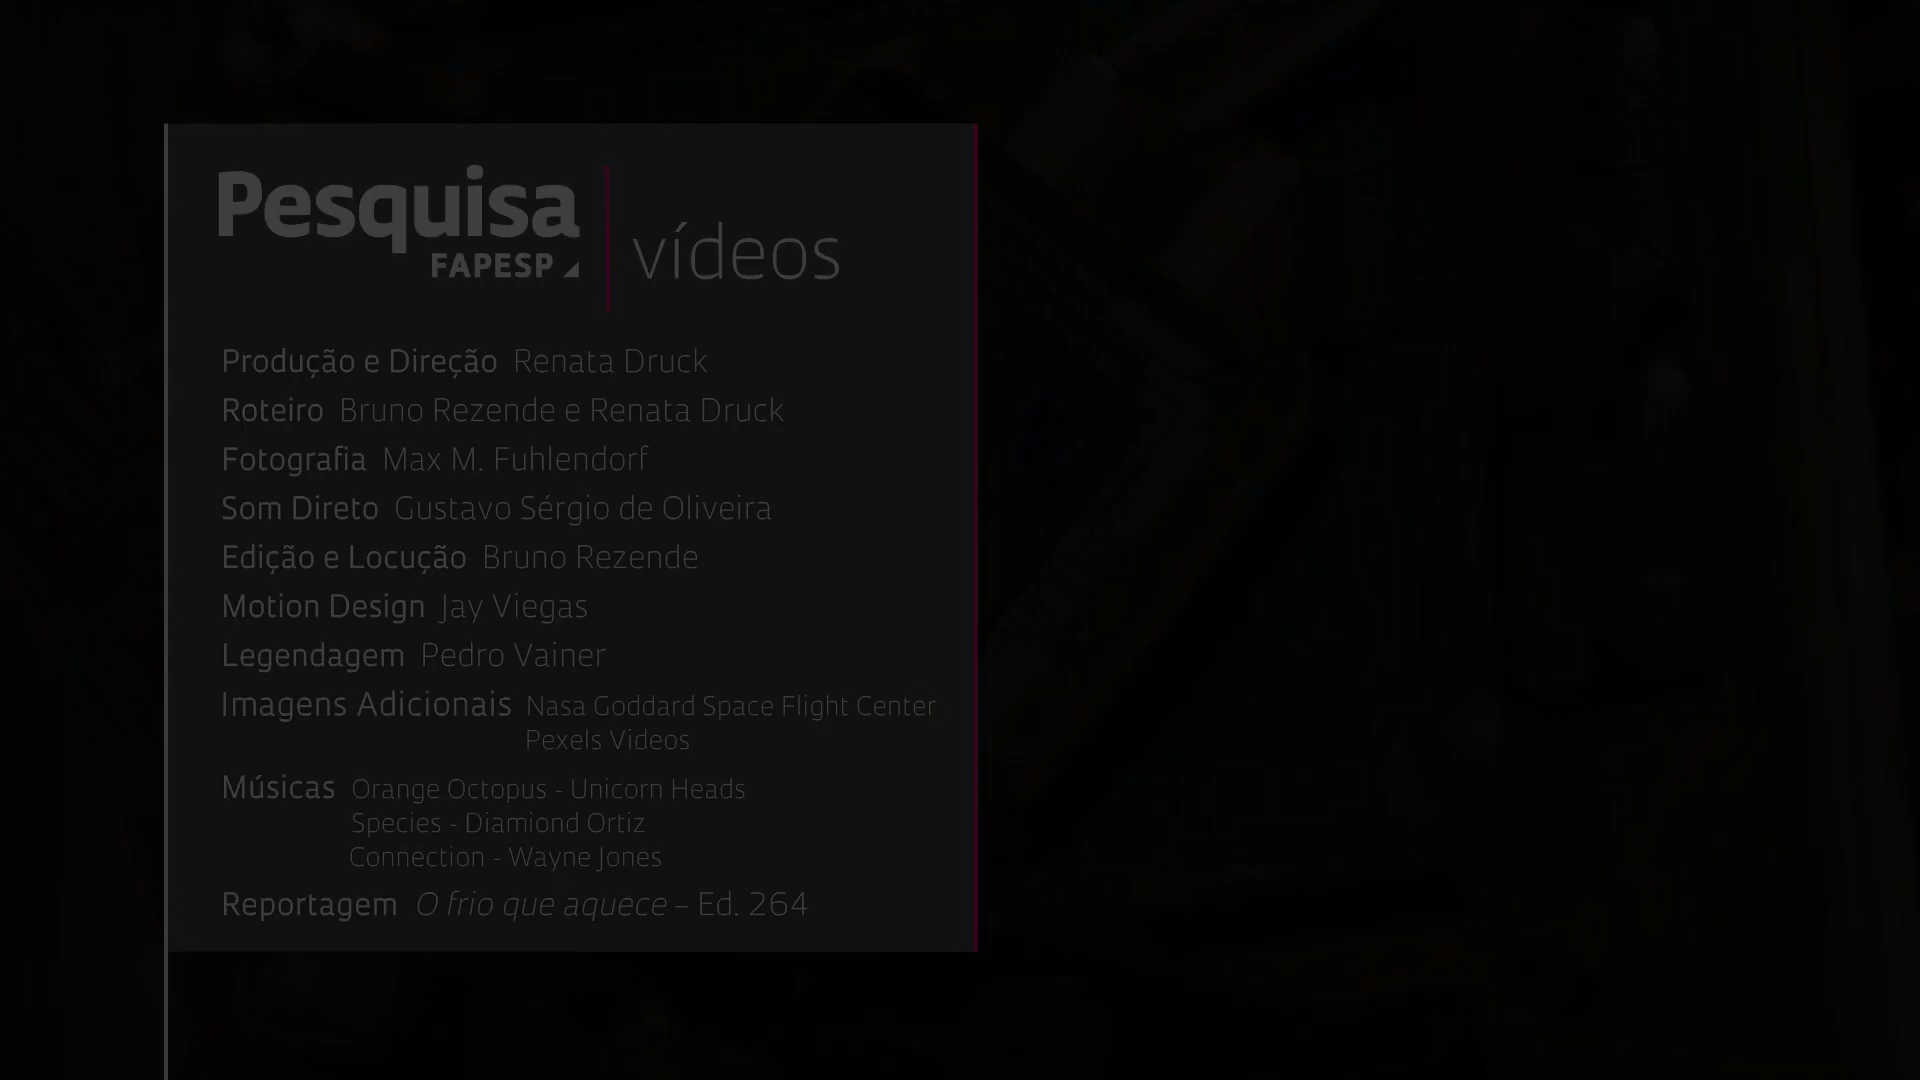 Pesquisa
FAPESP
vídeos
Produção e Direção Renata Druck
Roteiro Bruno Rezende e Renata Druck
Fotografia Max M. Fuhlendorf
Som Direto Gustavo Sérgio de Oliveira
Edição e Locução Bruno Rezende
Motion Design Jay Viegas
Legendagem Pedro Vainer
Imagens Adicionais Nasa Goddard Space Flight Center
Pexels Videos
Músicas Orange Octopus - Unicorn Heads
Species - Diamiond Ortiz
Connection - Wayne Jones
Reportagem O frio que aquece – Ed. 264